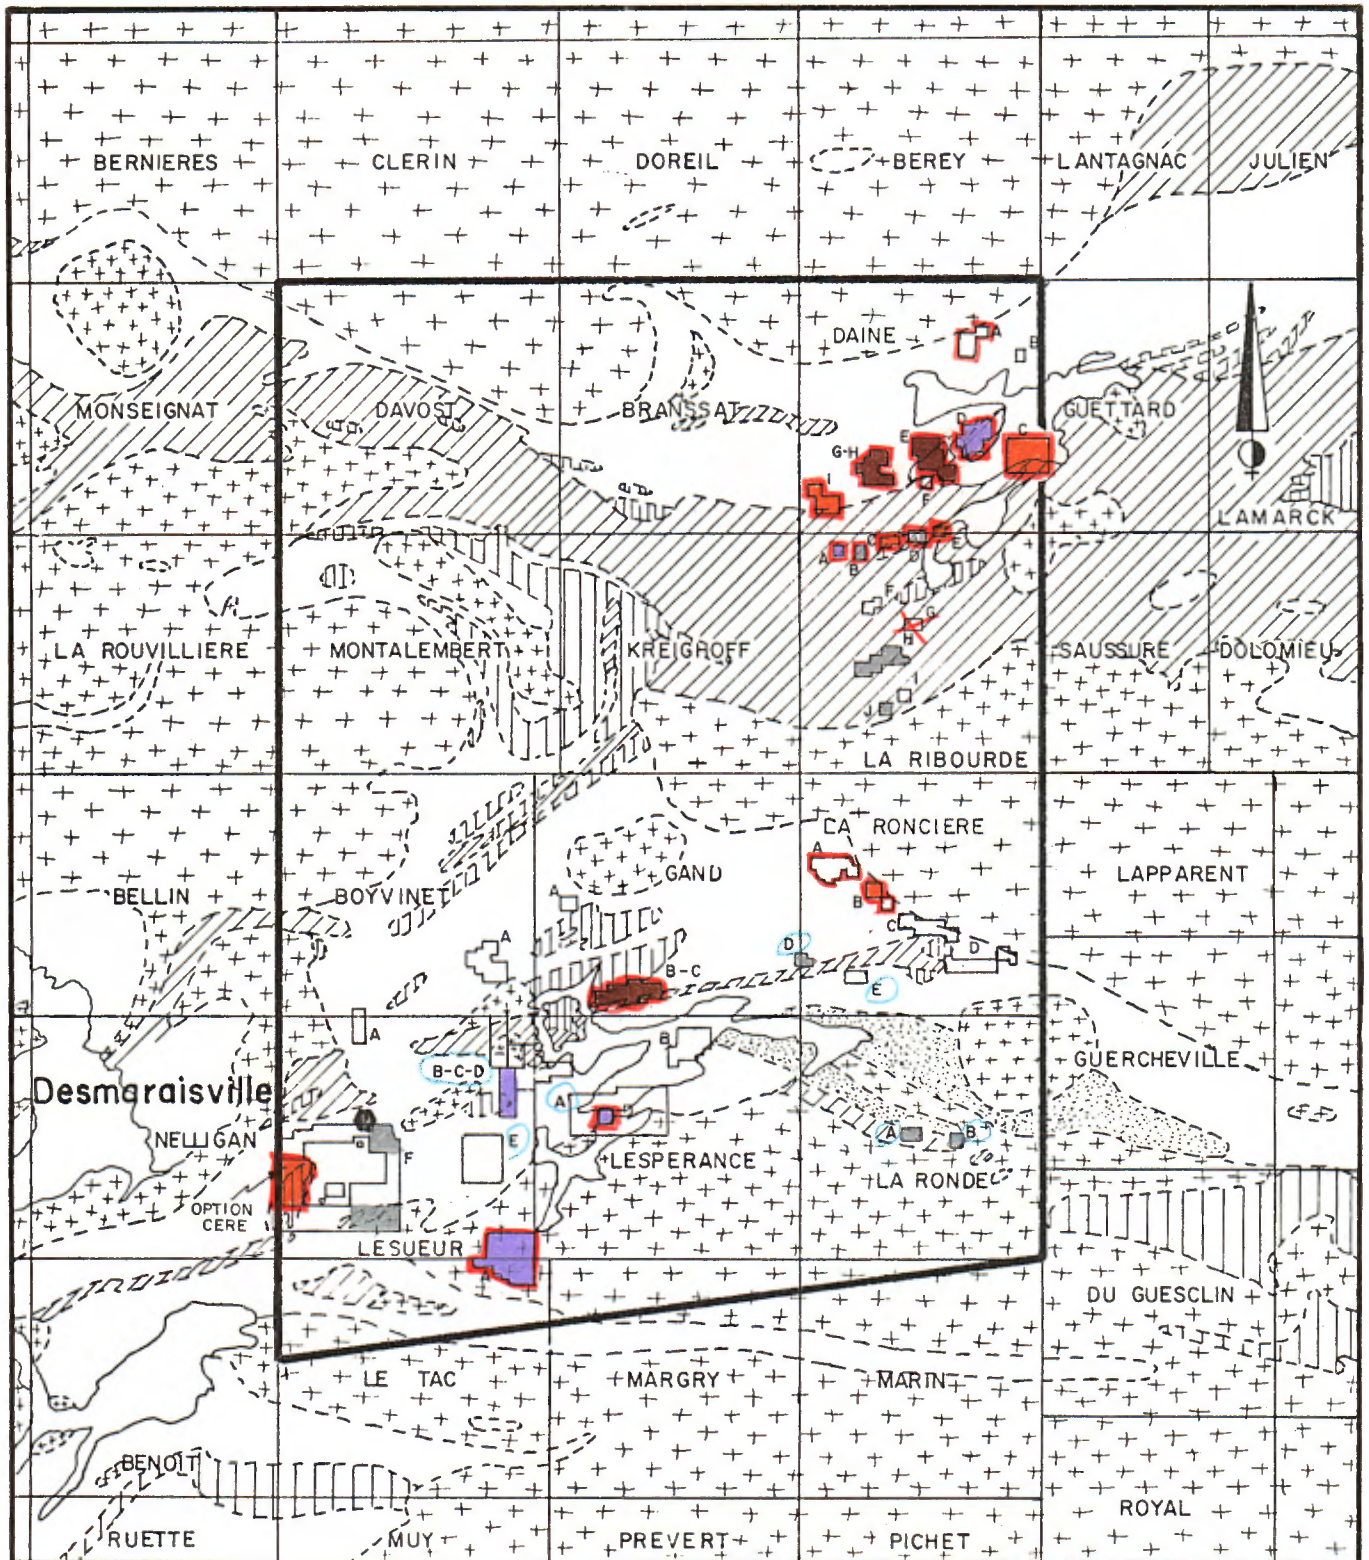 BERNIERES
CLERIN
DOREIL
BEREY
LANTAGNAC
JULIEN
DAINE
A
B
MONSEIGNAT
DAVOST
BRANSSAT
GUETTARD
D
C
E
G-H
F
I
LAMARCK
A
B
C
D
E
F
G
H
LA ROUVILLIERE
MONTALEMBERT
KREIGHOFF
SAUSSURE
DOLOMIEU
I
J
LA RIBOURDE
LA RONCIERE
A
GAND
LAPPARENT
BELLIN
BOYVINET
A
B
C
A
D
D
B-C
E
A
B
GUERCHEVILLE
B-C-D
Desmaraisville
A
NELLIGAN
E
A
B
F
LESPERANCE
LA RONDE
OPTION
CERE
LESUEUR
A
DU GUESCLIN
LE TAC
MARGRY
MARIN
BENOIT
ROYAL
RUETTE
MUY
PREVERT
PICHET